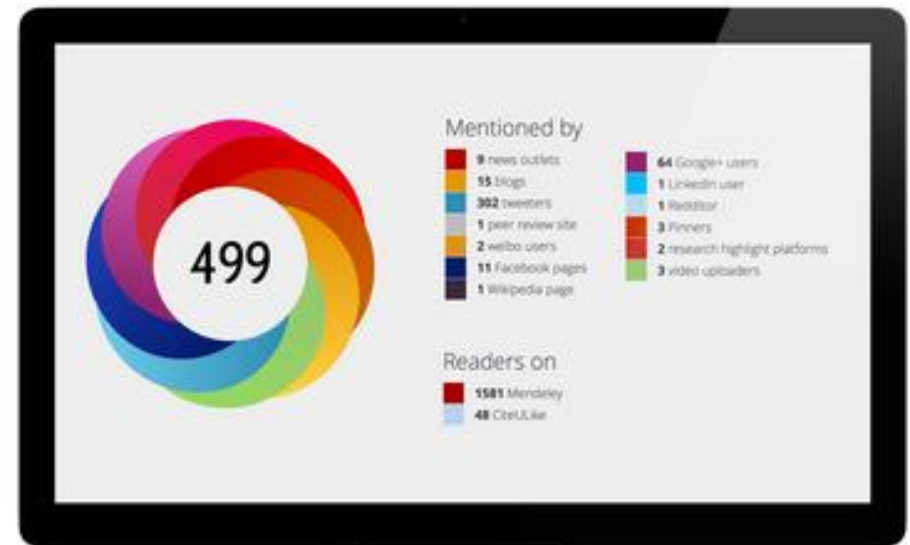 499
Mentioned by
9 news outlets
15 blogs
302 tweeters
1 peer review site
2 weibo users
11 Facebook pages
1 Wikipedia page
64 Google+ users
1 LinkedIn user
1 Redditor
3 Pinners
2 research highlight platforms
3 video uploaders
Readers on
1581 Mendeley
48 CiteULike